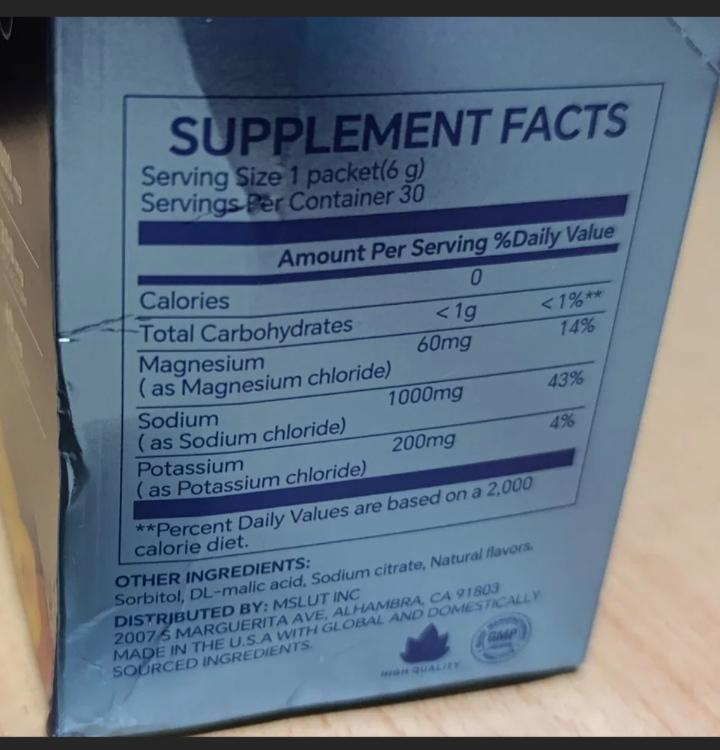 SUPPLEMENT FACTS
Serving Size 1 packet(6 g)
Servings Per Container 30
Amount Per Serving %Daily Value
Calories 0
Total Carbohydrates <1g <1%**
Magnesium 60mg 14%
( as Magnesium chloride)
Sodium 1000mg 43%
( as Sodium chloride)
Potassium 200mg 4%
( as Potassium chloride)
**Percent Daily Values are based on a 2,000
calorie diet.
OTHER INGREDIENTS:
Sorbitol, DL-malic acid, Sodium citrate, Natural flavors.
DISTRIBUTED BY: MSLUT INC
2007 S MARGUERITA AVE, ALHAMBRA, CA 91803
MADE IN THE U.S.A WITH GLOBAL AND DOMESTICALLY
SOURCED INGREDIENTS.
HIGH QUALITY
GMP